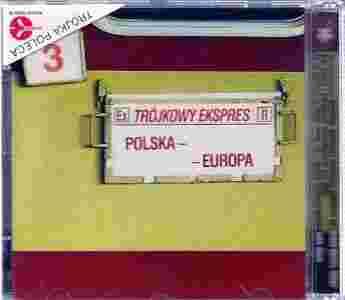 TRÓJKA POLECA
3
Ex TRÓJKOWY EKSPRES R
POLSKA–
–EUROPA